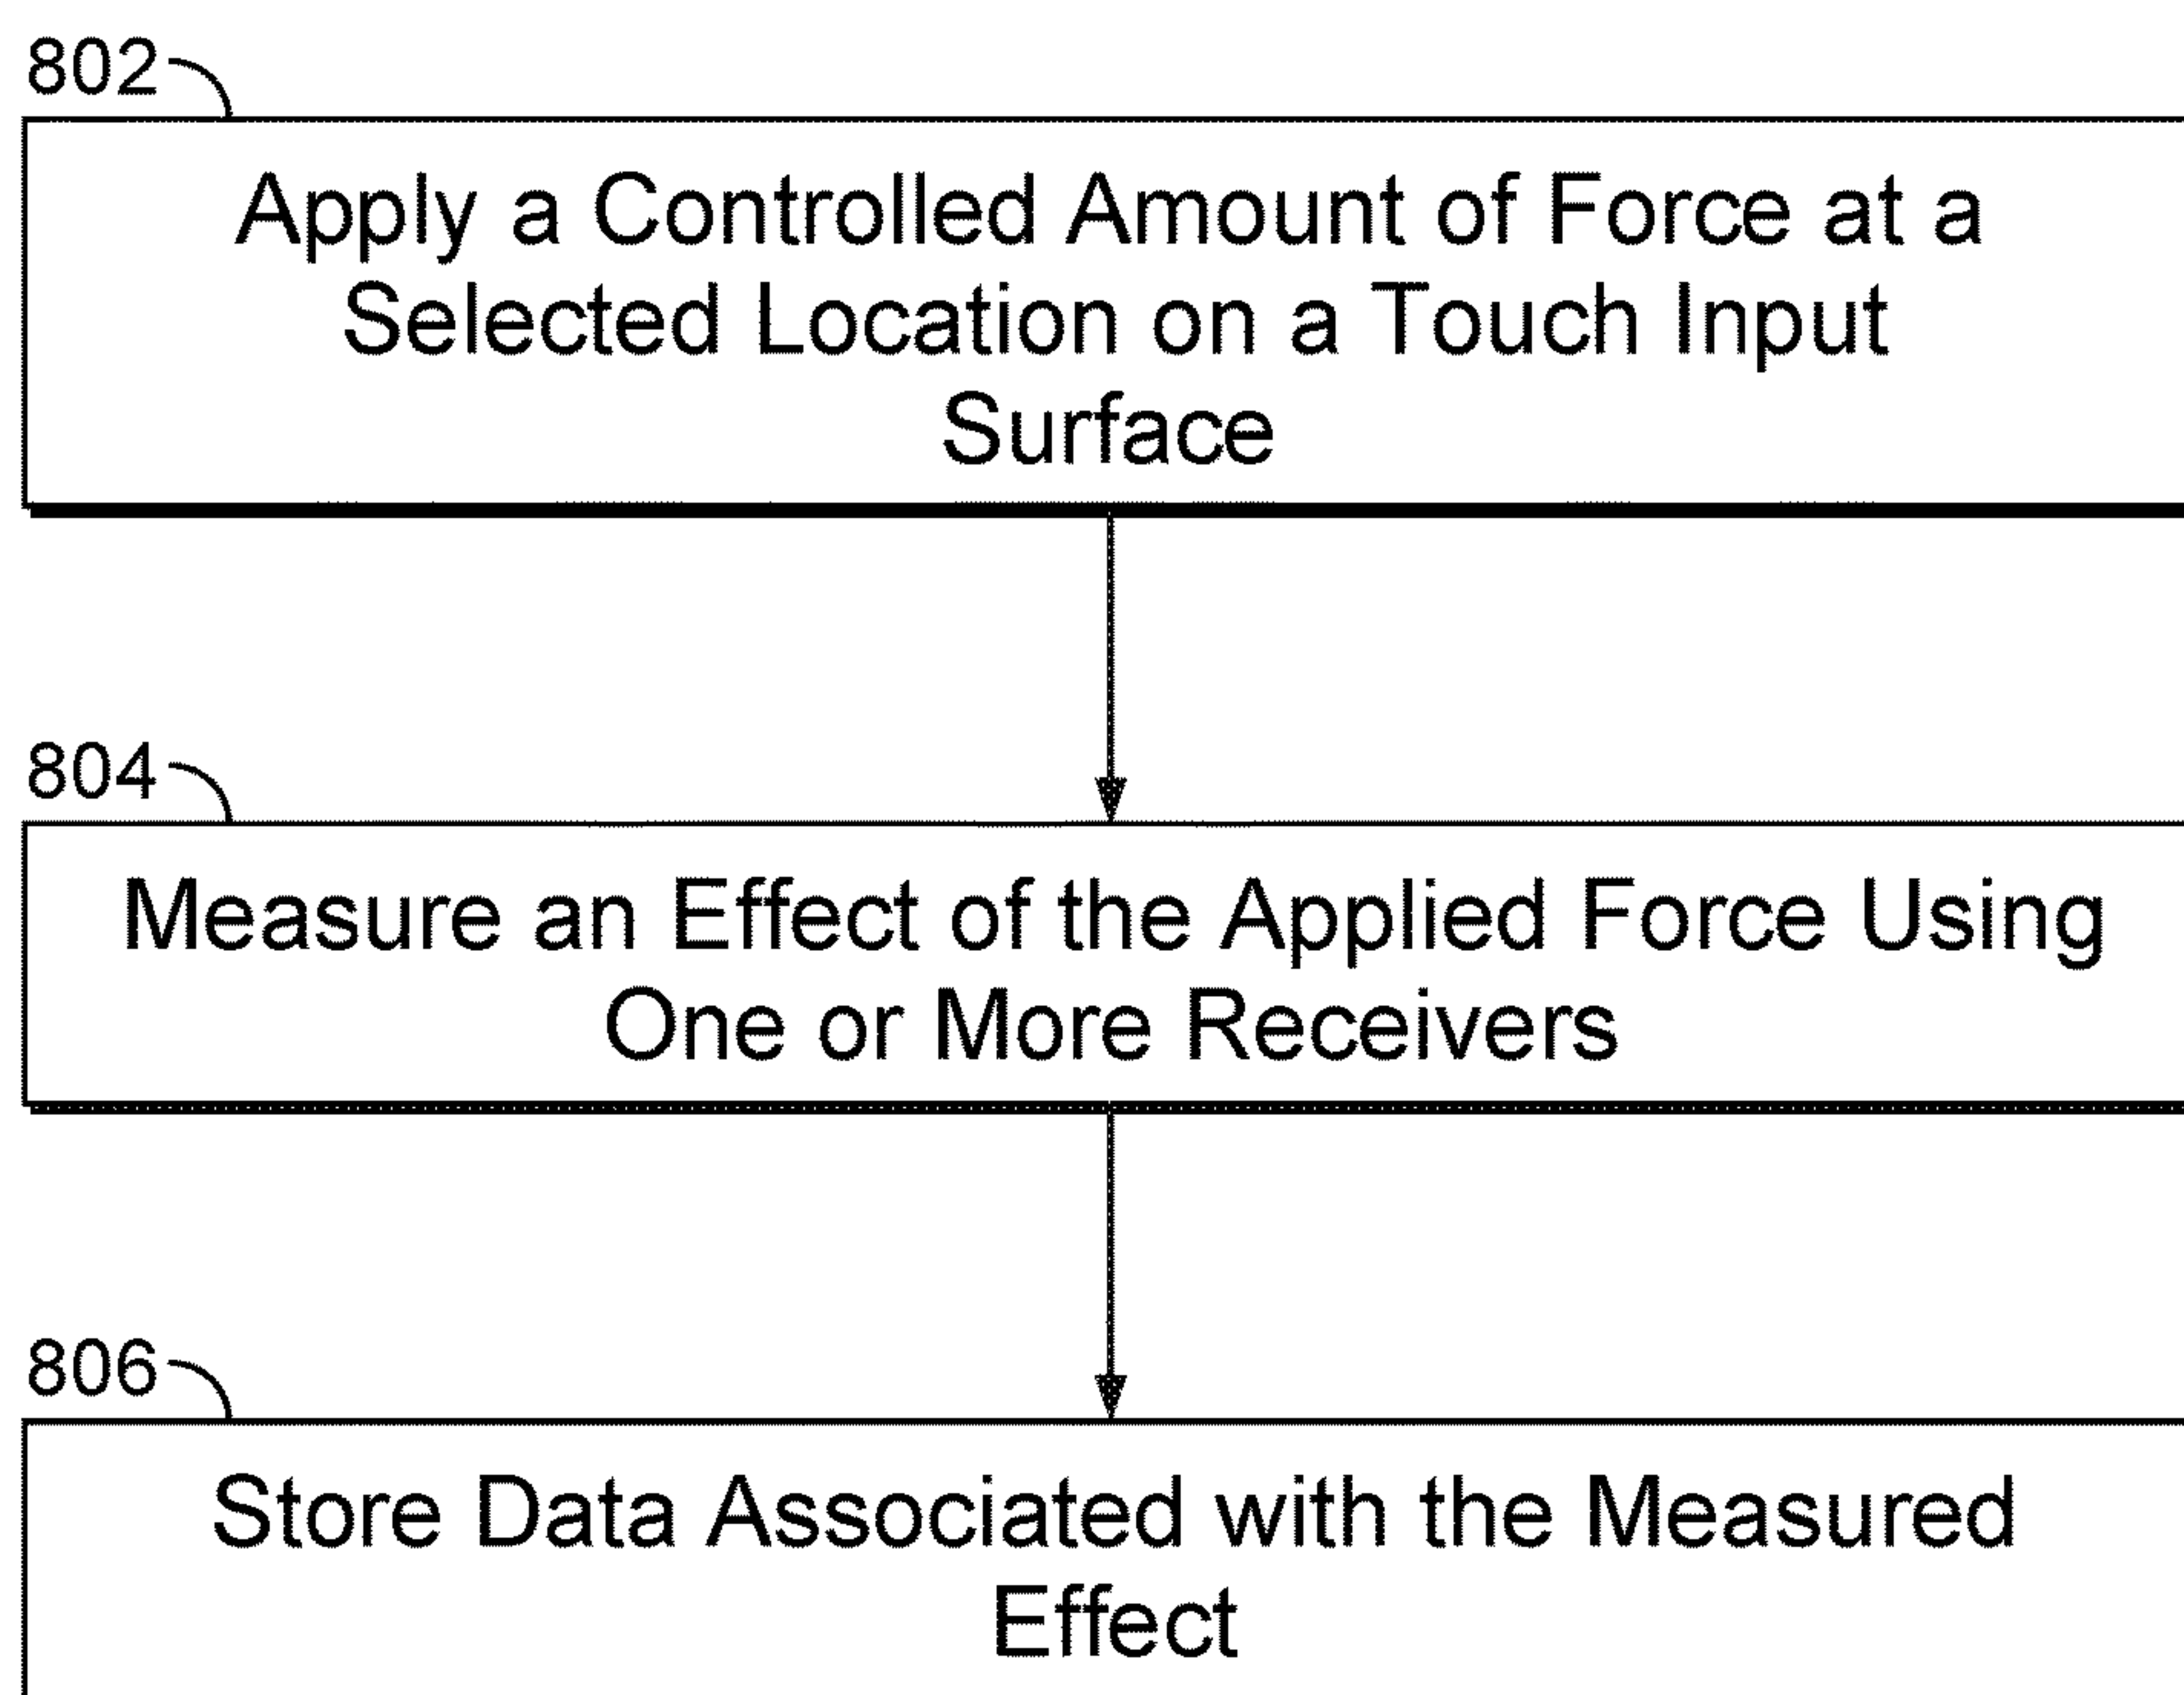 802
Apply a Controlled Amount of Force at a
Selected Location on a Touch Input
Surface
804
Measure an Effect of the Applied Force Using
One or More Receivers
806
Store Data Associated with the Measured
Effect